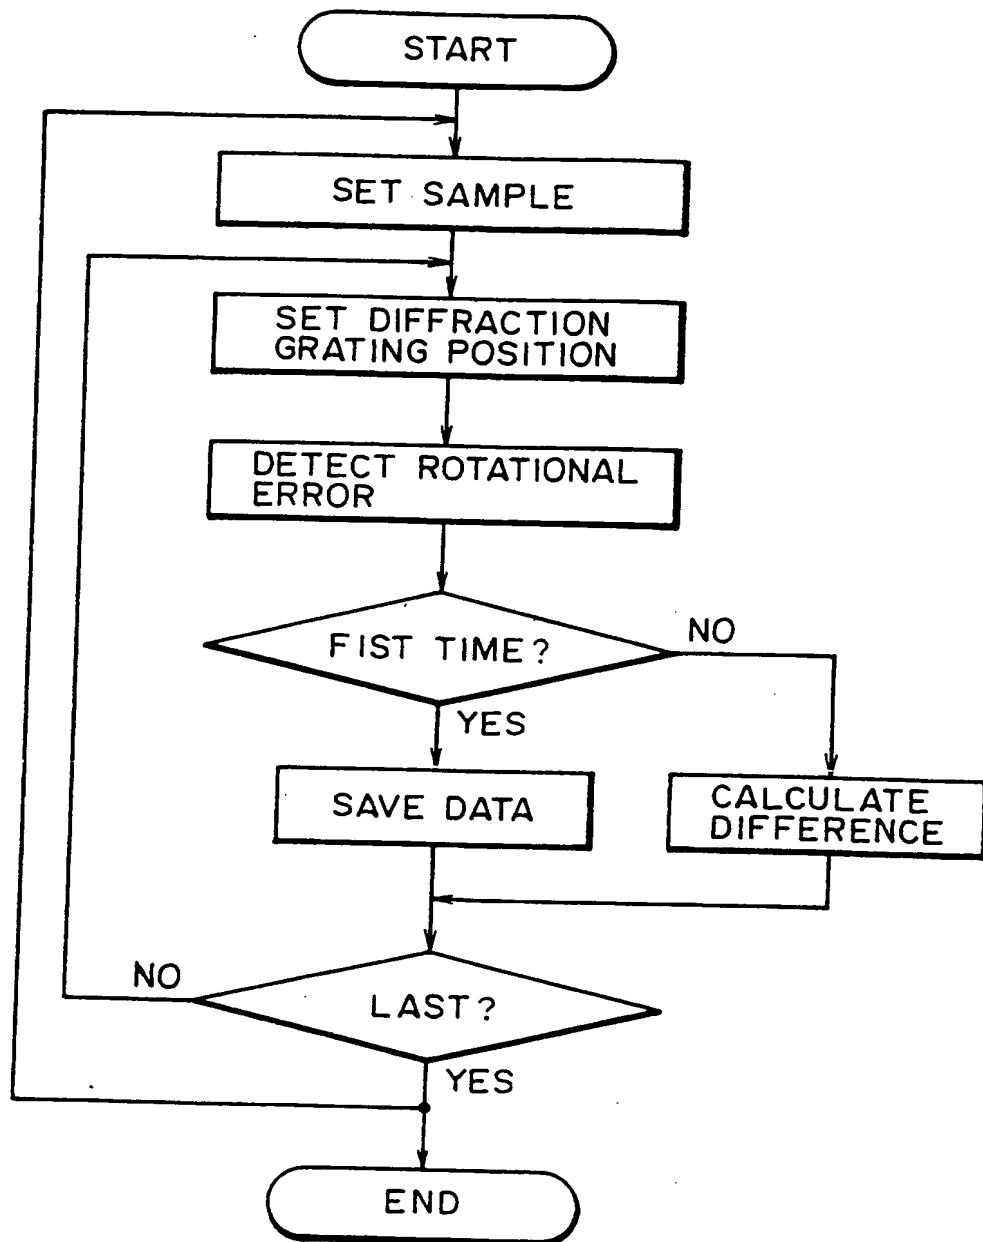 START
SET SAMPLE
SET DIFFRACTION
GRATING POSITION
DETECT ROTATIONAL
ERROR
FIST TIME?
NO
YES
SAVE DATA
CALCULATE
DIFFERENCE
NO
LAST?
YES
END